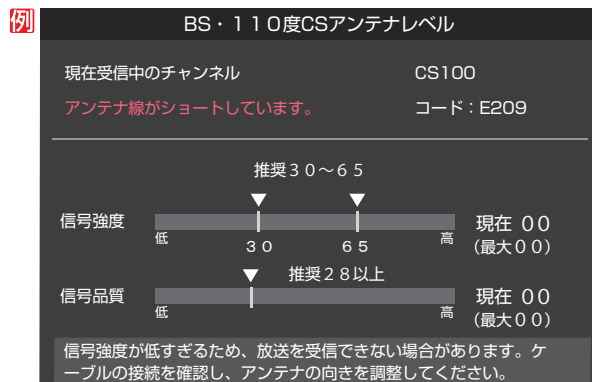 例
BS・110度CSアンテナレベル
現在受信中のチャンネル CS100
アンテナ線がショートしています。 コード：E209
推奨30～65
信号強度 低 30 65 高 現在 00
（最大00）
推奨28以上
信号品質 低 高 現在 00
（最大00）
信号強度が低すぎるため、放送を受信できない場合があります。ケ
ーブルの接続を確認し、アンテナの向きを調整してください。